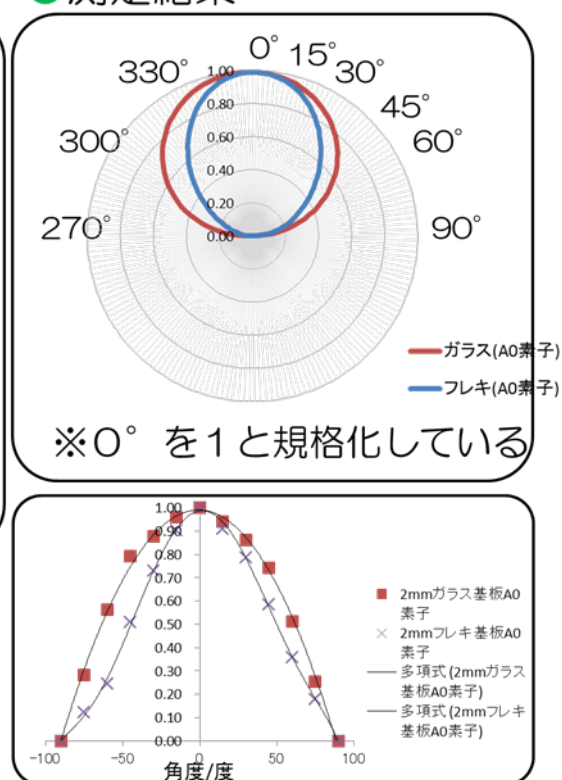 測定結果
0° 15°
330° 30°
45°
300° 60°
270° 90°
1.00
0.80
0.60
0.40
0.20
0.00
ガラス(A0素子)
フレキ(A0素子)
※0°を1と規格化している
1.00
0.90
0.80
0.70
0.60
0.50
0.40
0.30
0.20
0.10
0.00
-100 -50 0 50 100
角度/度
2mmガラス基板A0
素子
2mmフレキ基板A0
素子
多項式(2mmガラス
基板A0素子)
多項式(2mmフレキ
基板A0素子)